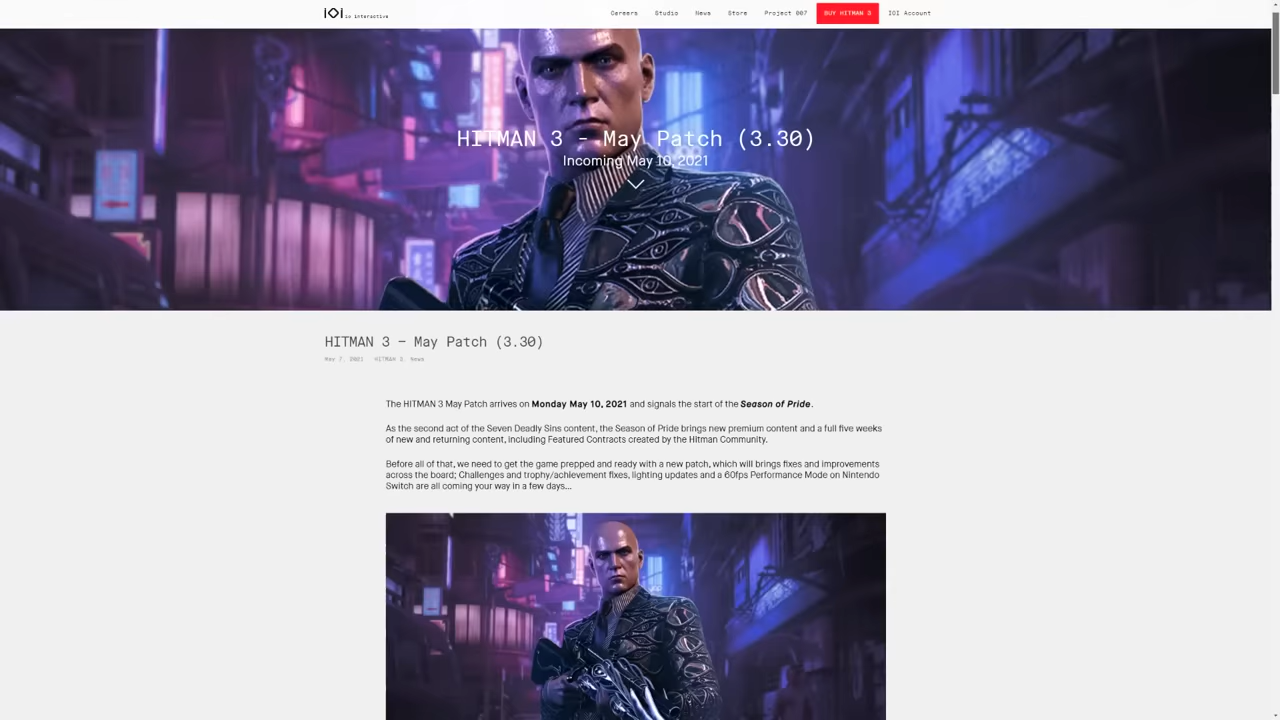 IOI io interactive
Careers Studio News Store Project 007 BUY HITMAN 3 IOI Account
HITMAN 3 - May Patch (3.30)
Incoming May 10, 2021
HITMAN 3 – May Patch (3.30)
May 7, 2021 HITMAN 3, News
The HITMAN 3 May Patch arrives on Monday May 10, 2021 and signals the start of the Season of Pride.
As the second act of the Seven Deadly Sins content, the Season of Pride brings new premium content and a full five weeks
of new and returning content, including Featured Contracts created by the Hitman Community.
Before all of that, we need to get the game prepped and ready with a new patch, which will brings fixes and improvements
across the board; Challenges and trophy/achievement fixes, lighting updates and a 60fps Performance Mode on Nintendo
Switch are all coming your way in a few days...